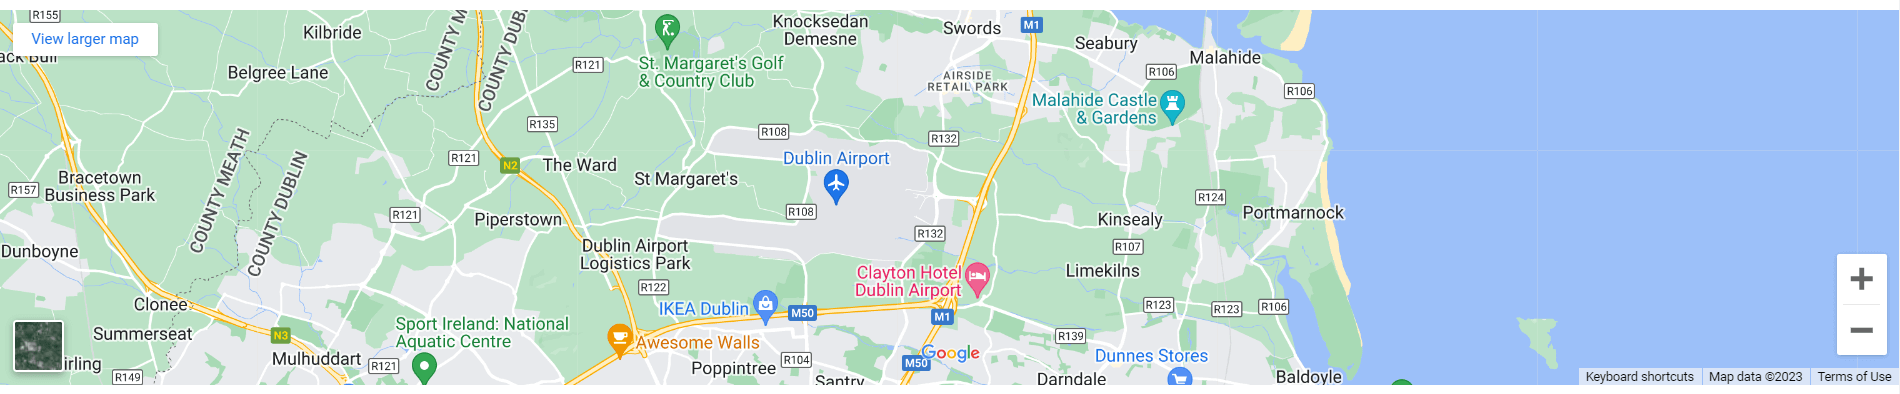 R155
View larger map
Kilbride
Belgree Lane
COUNTY M
COUNTY DUB
R121
St. Margaret's Golf
& Country Club
Knocksedan
Demesne
Swords
M1
Seabury
Malahide
R106
R106
AIRSIDE
RETAIL PARK
Malahide Castle
& Gardens
R135
R108
R132
R121
N2
The Ward
Dublin Airport
St Margaret's
R157
Bracetown
Business Park
COUNTY MEATH
COUNTY DUBLIN
R121
Piperstown
R108
R124
Kinsealy
Portmarnock
Dunboyne
Dublin Airport
Logistics Park
R132
R107
Limekilns
Clayton Hotel
Dublin Airport
R122
Clonee
IKEA Dublin
M50
M1
R123
R123
R106
Summerseat
N3
Sport Ireland: National
Aquatic Centre
Awesome Walls
R139
Google
Dunnes Stores
irling
Mulhuddart
R121
R104
M50
Poppintree
R149
Santry
Darndale
Baldoyle
Keyboard shortcuts
Map data ©2023
Terms of Use